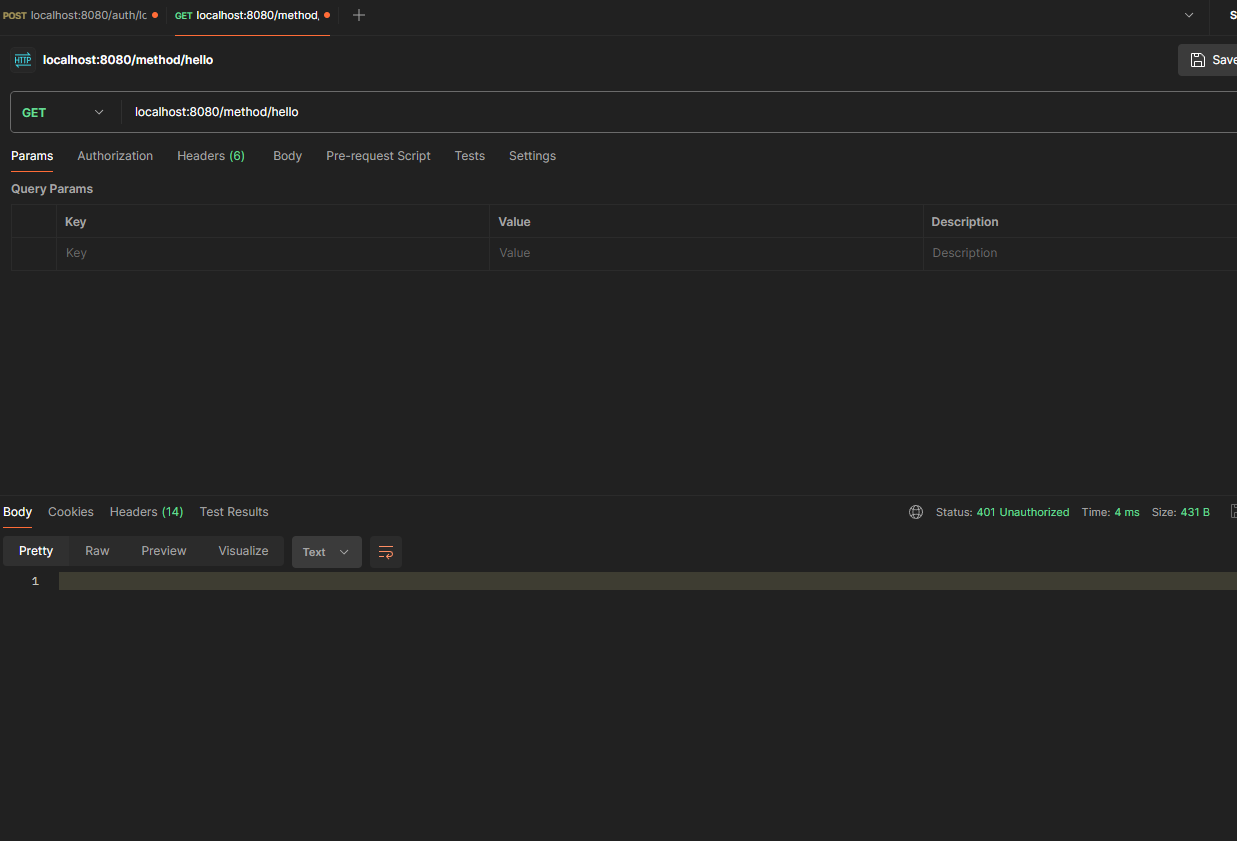 POST localhost:8080/auth/lc GET localhost:8080/method,
HTTP localhost:8080/method/hello Save
GET localhost:8080/method/hello
Params Authorization Headers (6) Body Pre-request Script Tests Settings
Query Params
Key Value Description
Key Value Description
Body Cookies Headers (14) Test Results Status: 401 Unauthorized Time: 4 ms Size: 431 B
Pretty Raw Preview Visualize Text
1